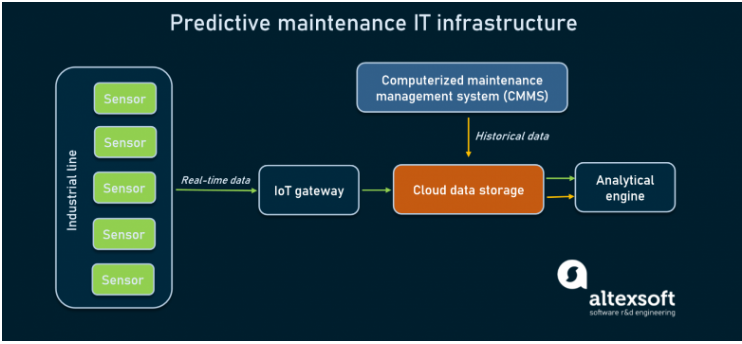 Predictive maintenance IT infrastructure
Computerized maintenance
management system (CMMS)
Historical data
Industrial line
Sensor
Sensor
Sensor
Sensor
Sensor
Real-time data
IoT gateway
Cloud data storage
Analytical
engine
altexsoft
software r&d engineering